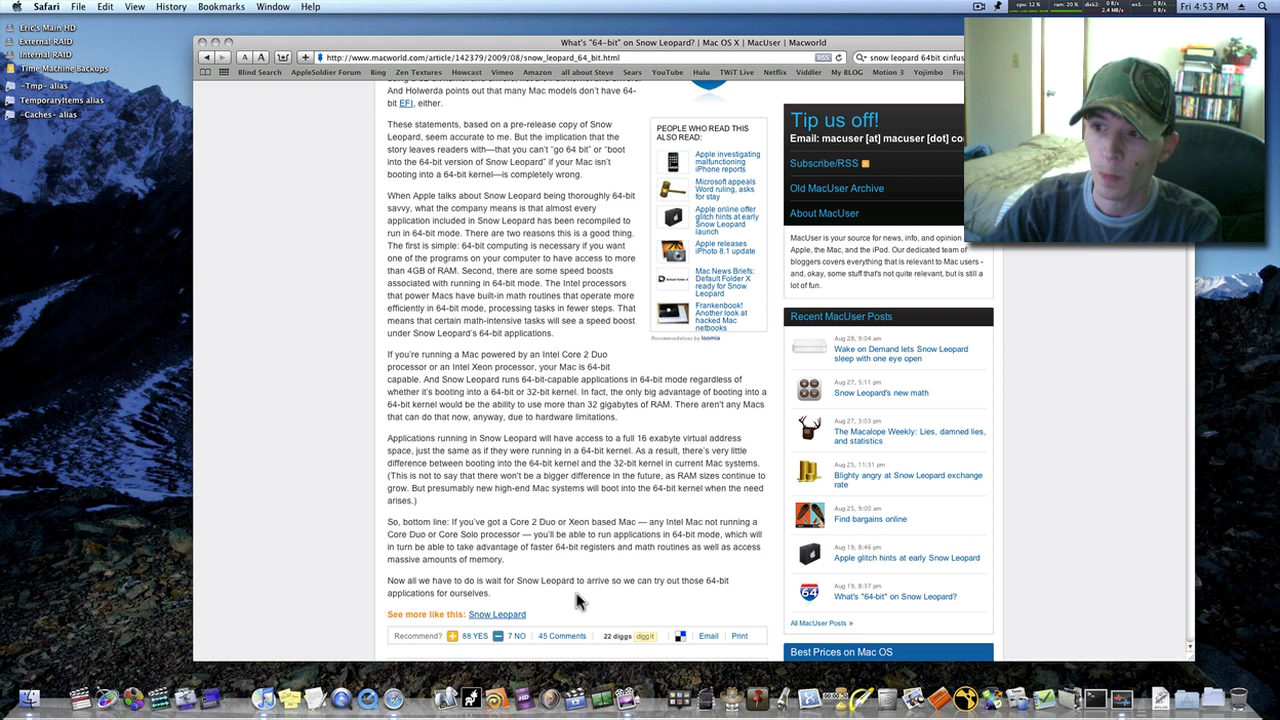 Safari File Edit View History Bookmarks Window Help
cpu: 12% ram: 20% disk2: 0 B/s 2.4 MB/s en1: 0 B/s 0 B/s Fri 4:53 PM
Eric's Main HD
External RAID
Internal RAID
Time Machine Backups
-Tmp- alias
TemporaryItems alias
-Caches- alias
What's "64-bit" on Snow Leopard? | Mac OS X | MacUser | Macworld
A A http://www.macworld.com/article/142379/2009/08/snow_leopard_64_bit.html RSS snow leopard 64bit cinfus
Blind Search AppleSoldier Forum Bing Zen Textures Howcast Vimeo Amazon all about Steve Sears YouTube Hulu TWiT Live Netflix Viddler My BLOG Motion 3 Yojimbo
And Holwerda points out that many Mac models don't have 64-
bit EFI, either.
These statements, based on a pre-release copy of Snow
Leopard, seem accurate to me. But the implication that the
story leaves readers with—that you can't "go 64 bit" or "boot
into the 64-bit version of Snow Leopard" if your Mac isn't
booting into a 64-bit kernel—is completely wrong.
When Apple talks about Snow Leopard being thoroughly 64-bit
savvy, what the company means is that almost every
application included in Snow Leopard has been recompiled to
run in 64-bit mode. There are two reasons this is a good thing.
The first is simple: 64-bit computing is necessary if you want
one of the programs on your computer to have access to more
than 4GB of RAM. Second, there are some speed boosts
associated with running in 64-bit mode. The Intel processors
that power Macs have built-in math routines that operate more
efficiently in 64-bit mode, processing tasks in fewer steps. That
means that certain math-intensive tasks will see a speed boost
under Snow Leopard's 64-bit applications.
If you're running a Mac powered by an Intel Core 2 Duo
processor or an Intel Xeon processor, your Mac is 64-bit
capable. And Snow Leopard runs 64-bit-capable applications in 64-bit mode regardless of
whether it's booting into a 64-bit or 32-bit kernel. In fact, the only big advantage of booting into a
64-bit kernel would be the ability to use more than 32 gigabytes of RAM. There aren't any Macs
that can do that now, anyway, due to hardware limitations.
Applications running in Snow Leopard will have access to a full 16 exabyte virtual address
space, just the same as if they were running in a 64-bit kernel. As a result, there's very little
difference between booting into the 64-bit kernel and the 32-bit kernel in current Mac systems.
(This is not to say that there won't be a bigger difference in the future, as RAM sizes continue to
grow. But presumably new high-end Mac systems will boot into the 64-bit kernel when the need
arises.)
So, bottom line: If you've got a Core 2 Duo or Xeon based Mac — any Intel Mac not running a
Core Duo or Core Solo processor — you'll be able to run applications in 64-bit mode, which will
in turn be able to take advantage of faster 64-bit registers and math routines as well as access
massive amounts of memory.
Now all we have to do is wait for Snow Leopard to arrive so we can try out those 64-bit
applications for ourselves.
See more like this: Snow Leopard
Recommend? 88 YES 7 NO 45 Comments 22 diggs digg it Email Print
PEOPLE WHO READ THIS
ALSO READ:
Apple investigating
malfunctioning
iPhone reports
Microsoft appeals
Word ruling, asks
for stay
Apple online offer
glitch hints at early
Snow Leopard
launch
Apple releases
iPhoto 8.1 update
Mac News Briefs:
Default Folder X
ready for Snow
Leopard
Frankenbook!
Another look at
hacked Mac
netbooks
Recommendations by loomia
Tip us off!
Email: macuser [at] macuser [dot] co
Subscribe/RSS
Old MacUser Archive
About MacUser
MacUser is your source for news, info, and opinion
Apple, the Mac, and the iPod. Our dedicated team of
bloggers covers everything that is relevant to Mac users -
and, okay, some stuff that's not quite relevant, but is still a
lot of fun.
Recent MacUser Posts
Aug 28, 9:04 am
Wake on Demand lets Snow Leopard
sleep with one eye open
Aug 27, 5:11 pm
Snow Leopard's new math
Aug 27, 3:03 pm
The Macalope Weekly: Lies, damned lies,
and statistics
Aug 25, 11:31 pm
Blighty angry at Snow Leopard exchange
rate
Aug 25, 9:00 am
Find bargains online
Aug 19, 8:46 pm
Apple glitch hints at early Snow Leopard
Aug 19, 8:37 pm
64
What's "64-bit" on Snow Leopard?
All MacUser Posts »
Best Prices on Mac OS